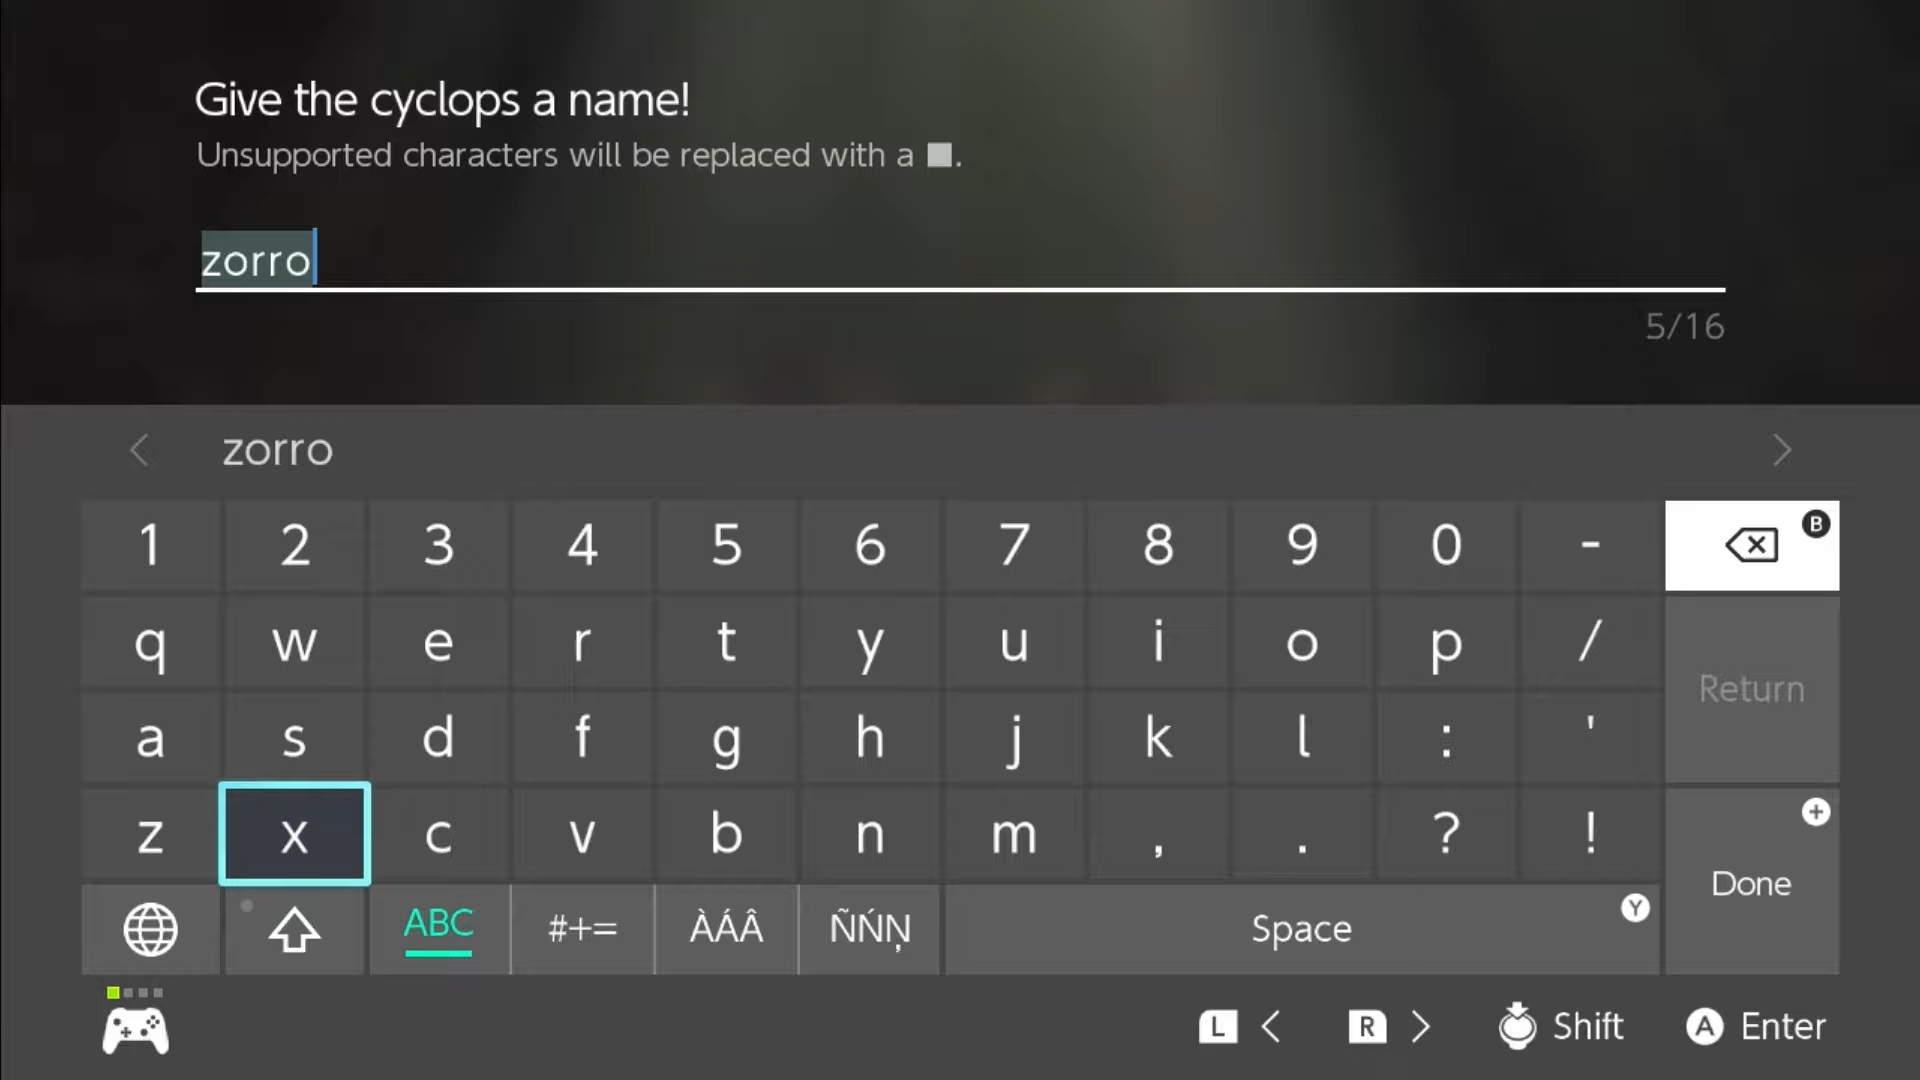 Give the cyclops a name!
Unsupported characters will be replaced with a ■.
zorro
5/16
< zorro >
1 2 3 4 5 6 7 8 9 0 - B
q w e r t y u i o p / Return
a s d f g h j k l : '
z x c v b n m , . ? ! + Done
ABC #+= ÀÁÂ ÑŃŅ Space Y
L < R > Shift A Enter